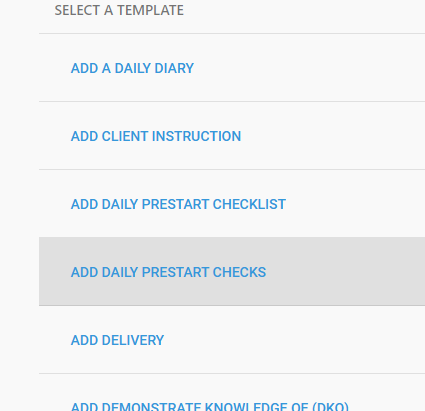 SELECT A TEMPLATE
ADD A DAILY DIARY
ADD CLIENT INSTRUCTION
ADD DAILY PRESTART CHECKLIST
ADD DAILY PRESTART CHECKS
ADD DELIVERY
ADD DEMONSTRATE KNOWLEDGE OF (DKO)